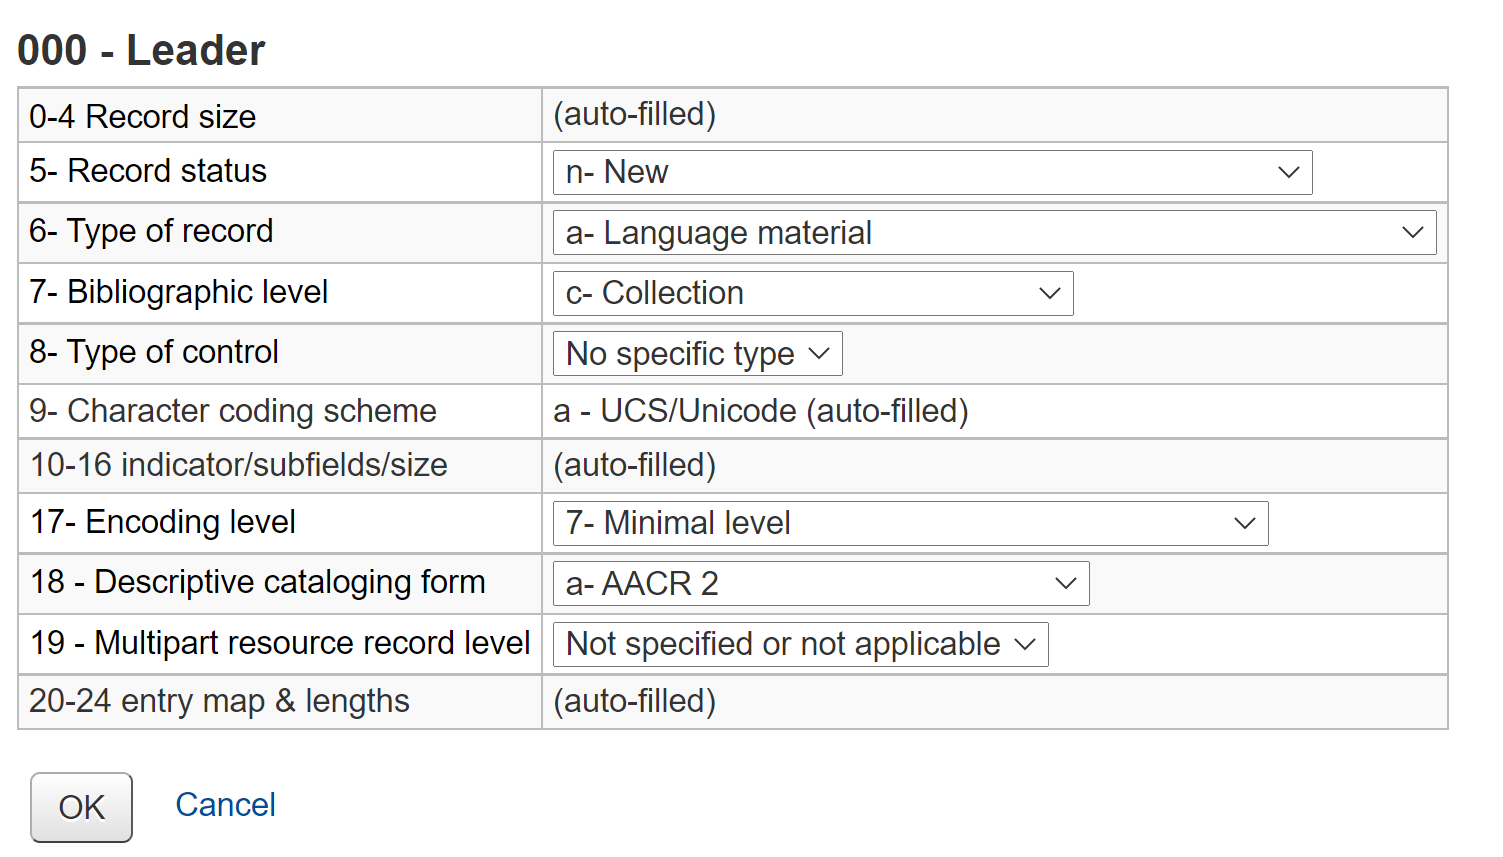 000 - Leader
0-4 Record size (auto-filled)
5- Record status n- New
6- Type of record a- Language material
7- Bibliographic level c- Collection
8- Type of control No specific type
9- Character coding scheme a - UCS/Unicode (auto-filled)
10-16 indicator/subfields/size (auto-filled)
17- Encoding level 7- Minimal level
18 - Descriptive cataloging form a- AACR 2
19 - Multipart resource record level Not specified or not applicable
20-24 entry map & lengths (auto-filled)
OK Cancel